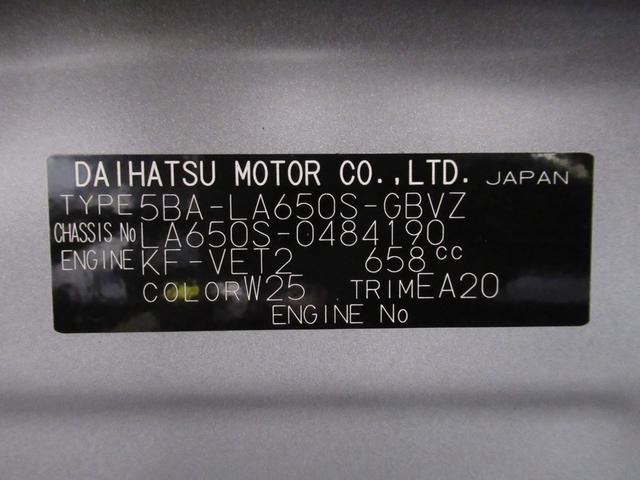 DAIHATSU MOTOR CO.,LTD. JAPAN
TYPE 5BA-LA650S-GBVZ
CHASSIS No LA650S-0484190
ENGINE KF-VET2 658cc
COLOR W25 TRIM EA20
ENGINE No